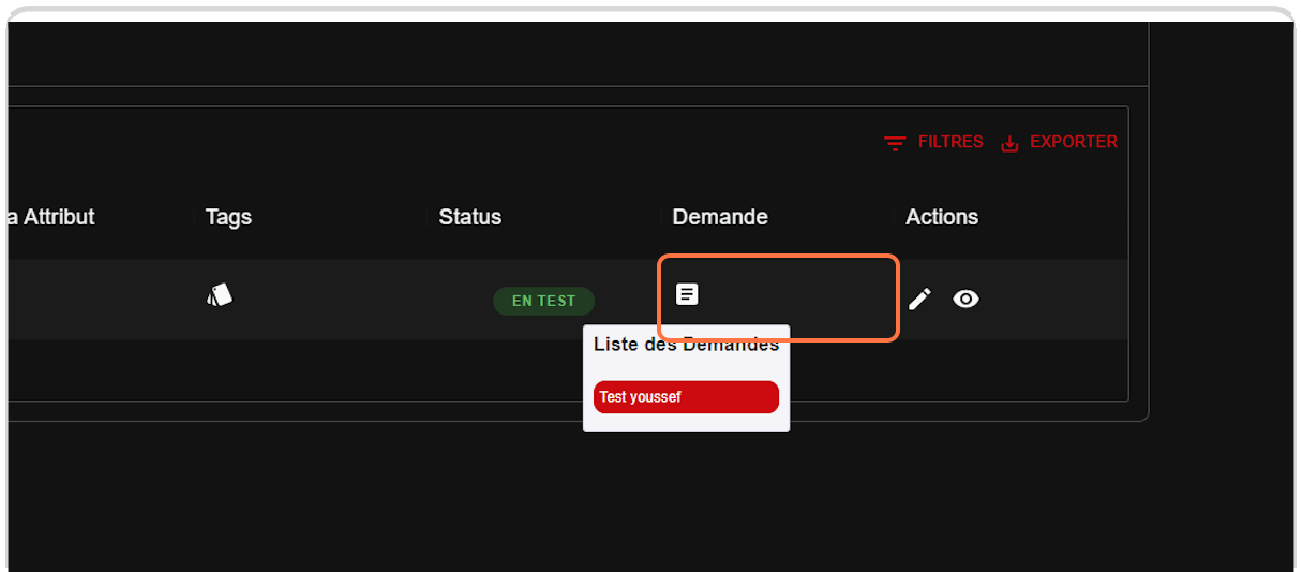 FILTRES EXPORTER
a Attribut Tags Status Demande Actions
EN TEST
Liste des Demandes
Test youssef